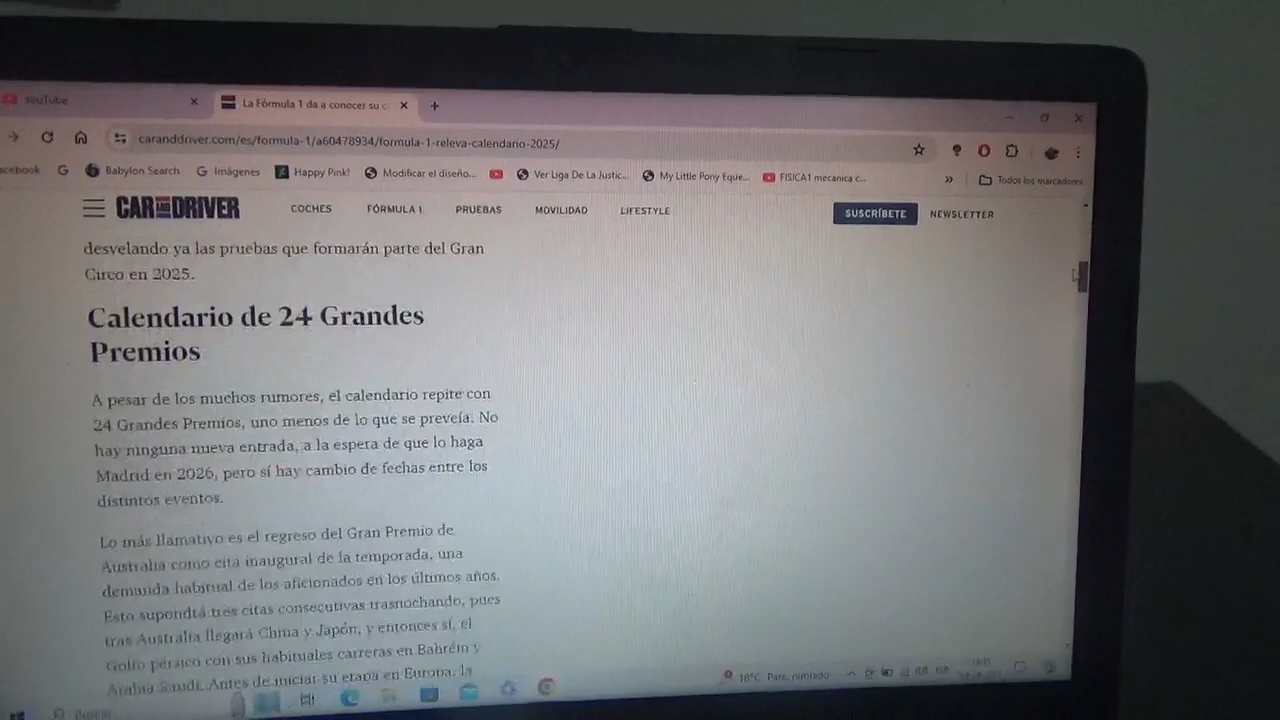 YouTube
La Fórmula 1 da a conocer su c
caranddriver.com/es/formula-1/a60478934/formula-1-releva-calendario-2025/
acebook
Babylon Search
Imágenes
Happy Pink!
Modificar el diseño...
Ver Liga De La Justic...
My Little Pony Eque...
FISICA1 mecanica c...
Todos los marcadores
CAR AND DRIVER
COCHES
FÓRMULA 1
PRUEBAS
MOVILIDAD
LIFESTYLE
SUSCRÍBETE
NEWSLETTER
desvelando ya las pruebas que formarán parte del Gran
Circo en 2025.
Calendario de 24 Grandes
Premios
A pesar de los muchos rumores, el calendario repite con
24 Grandes Premios, uno menos de lo que se preveía. No
hay ninguna nueva entrada, a la espera de que lo haga
Madrid en 2026, pero sí hay cambio de fechas entre los
distintos eventos.
Lo más llamativo es el regreso del Gran Premio de
Australia como cita inaugural de la temporada, una
demanda habitual de los aficionados en los últimos años.
Esto supondrá tres citas consecutivas trasnochando, pues
tras Australia llegará China y Japón, y entonces sí, el
Golfo pérsico con sus habituales carreras en Bahréin y
Arabia Saudí. Antes de iniciar su etapa en Europa, la
Buscar
18°C Parc. nublado